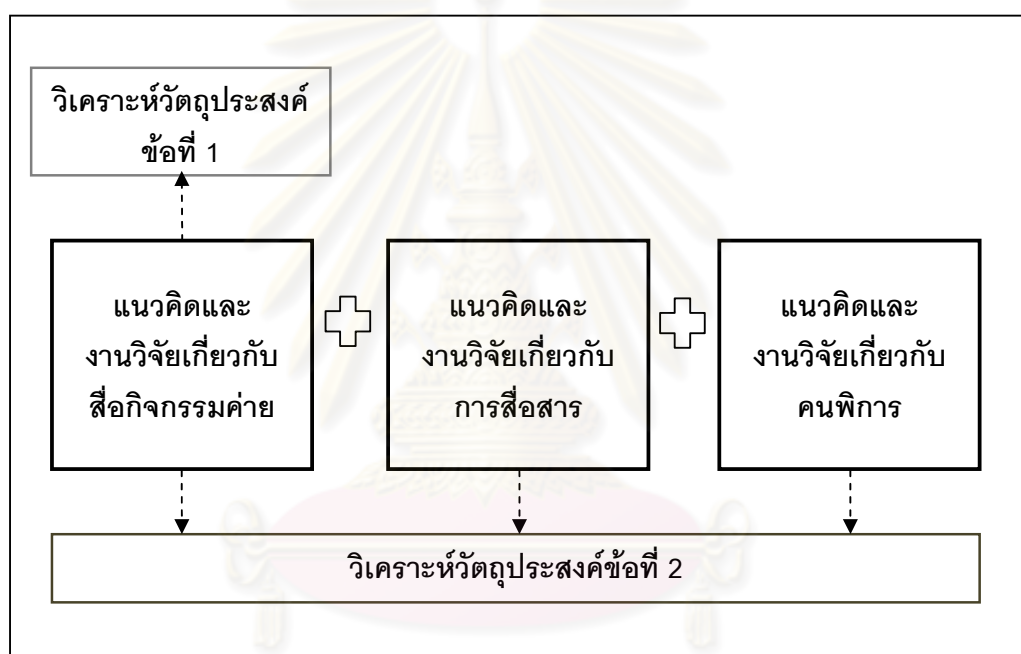 วิเคราะห์วัตถุประสงค์
ข้อที่ 1
แนวคิดและ
งานวิจัยเกี่ยวกับ
สื่อกิจกรรมค่าย
แนวคิดและ
งานวิจัยเกี่ยวกับ
การสื่อสาร
แนวคิดและ
งานวิจัยเกี่ยวกับ
คนพิการ
วิเคราะห์วัตถุประสงค์ข้อที่ 2